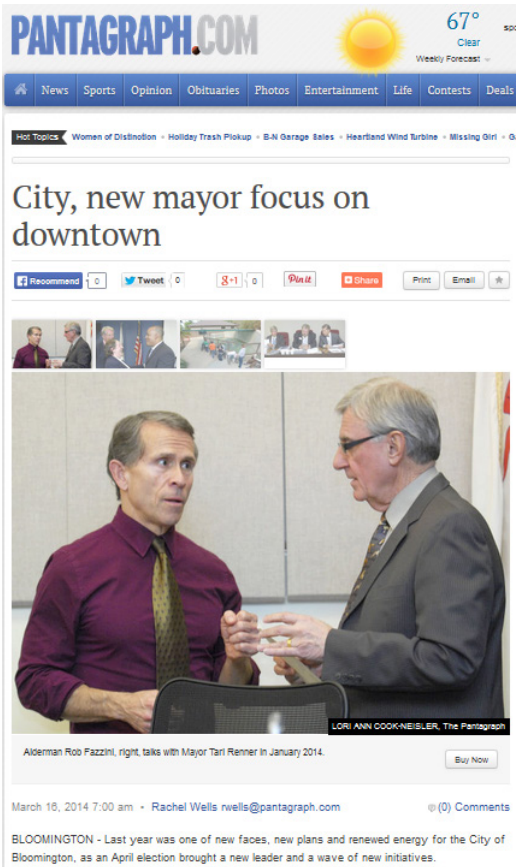 PANTAGRAPH.COM
67°
Clear
Weekly Forecast
News Sports Opinion Obituaries Photos Entertainment Life Contests Deals
Hot Topics Women of Distinction Holiday Trash Pickup B-N Garage Sales Heartland Wind Turbine Missing Girl
City, new mayor focus on
downtown
Recommend 0 Tweet 0 g+1 0 Pin it Share Print Email
LORI ANN COOK-NEISLER, The Pantagraph
Alderman Rob Fazzini, right, talks with Mayor Tari Renner in January 2014.
Buy Now
March 16, 2014 7:00 am • Rachel Wells rwells@pantagraph.com (0) Comments
BLOOMINGTON - Last year was one of new faces, new plans and renewed energy for the City of
Bloomington, as an April election brought a new leader and a wave of new initiatives.